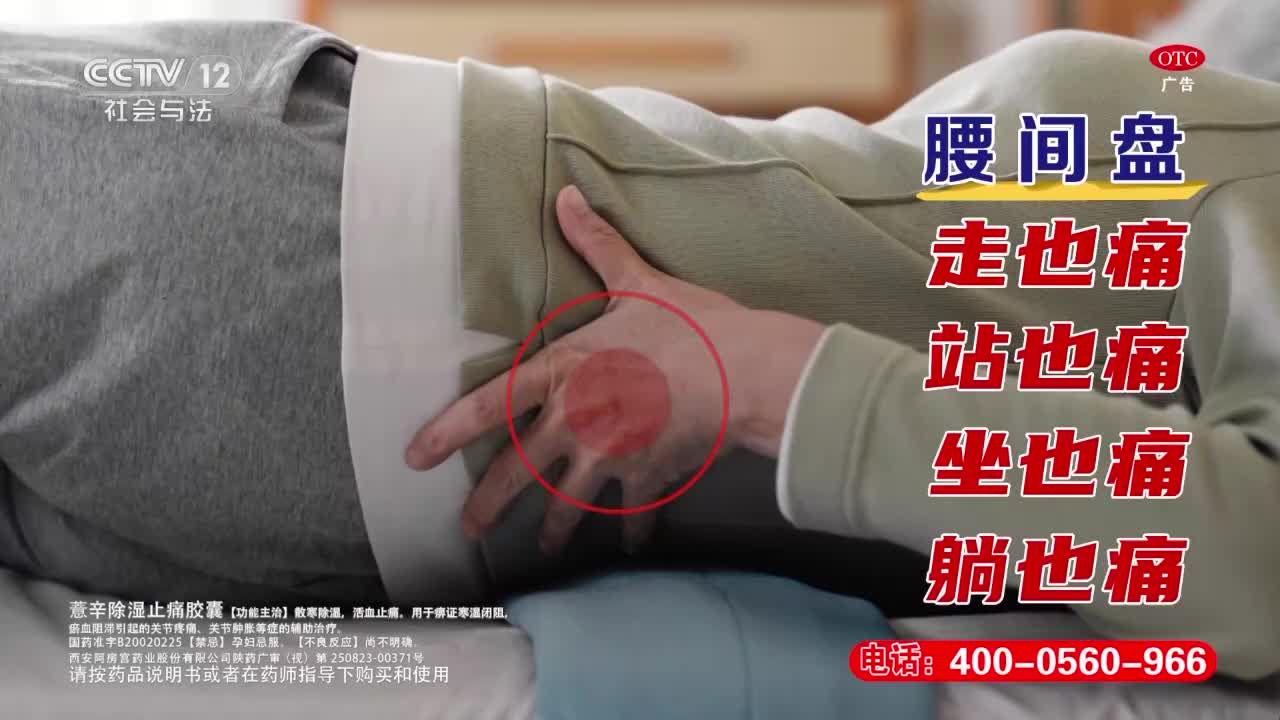 CCTV 12
社会与法
OTC
广告
腰间盘
走也痛
站也痛
坐也痛
躺也痛
薏辛除湿止痛胶囊【功能主治】散寒除湿，活血止痛。用于痹证寒湿闭阻，
瘀血阻滞引起的关节疼痛、关节肿胀等症的辅助治疗。
国药准字B20020225【禁忌】孕妇忌服。【不良反应】尚不明确。
西安阿房宫药业股份有限公司陕药广审（视）第250823-00371号
请按药品说明书或者在药师指导下购买和使用
电话：400-0560-966